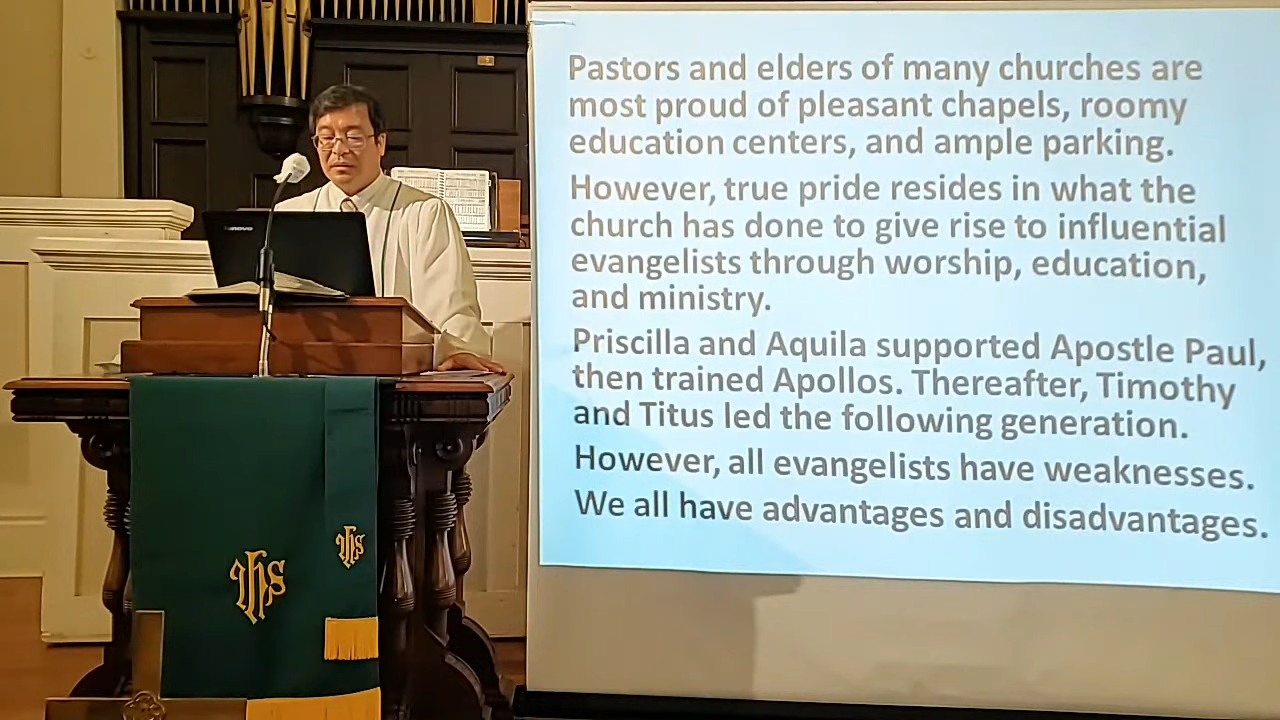 Pastors and elders of many churches are
most proud of pleasant chapels, roomy
education centers, and ample parking.
However, true pride resides in what the
church has done to give rise to influential
evangelists through worship, education,
and ministry.
Priscilla and Aquila supported Apostle Paul,
then trained Apollos. Thereafter, Timothy
and Titus led the following generation.
However, all evangelists have weaknesses.
We all have advantages and disadvantages.
lenovo
ihs
ihs